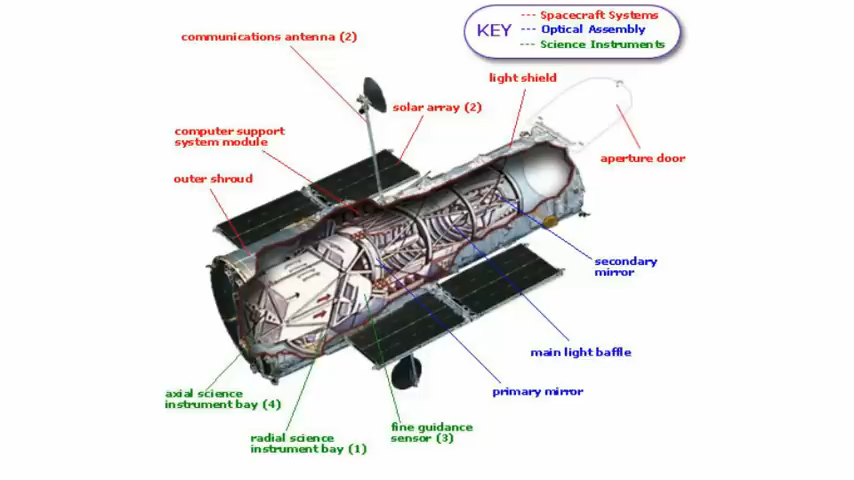 KEY
--- Spacecraft Systems
--- Optical Assembly
--- Science Instruments
communications antenna (2)
light shield
solar array (2)
computer support
system module
aperture door
outer shroud
secondary
mirror
main light baffle
primary mirror
axial science
instrument bay (4)
fine guidance
sensor (3)
radial science
instrument bay (1)